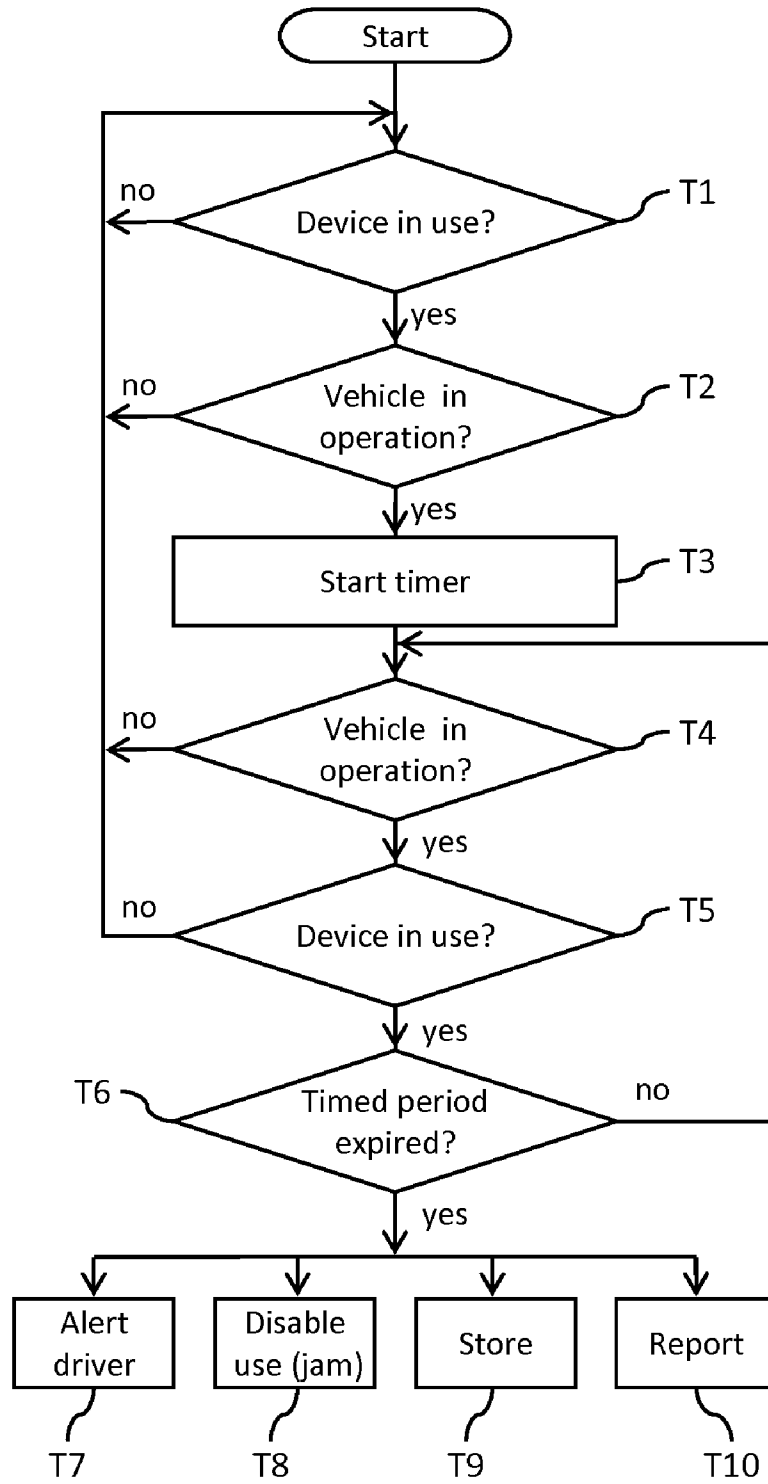 Start
no
Device in use?
T1
yes
no
Vehicle in
operation?
T2
yes
Start timer
T3
no
Vehicle in
operation?
T4
yes
no
Device in use?
T5
yes
T6
Timed period
expired?
no
yes
Alert
driver
Disable
use (jam)
Store
Report
T7
T8
T9
T10